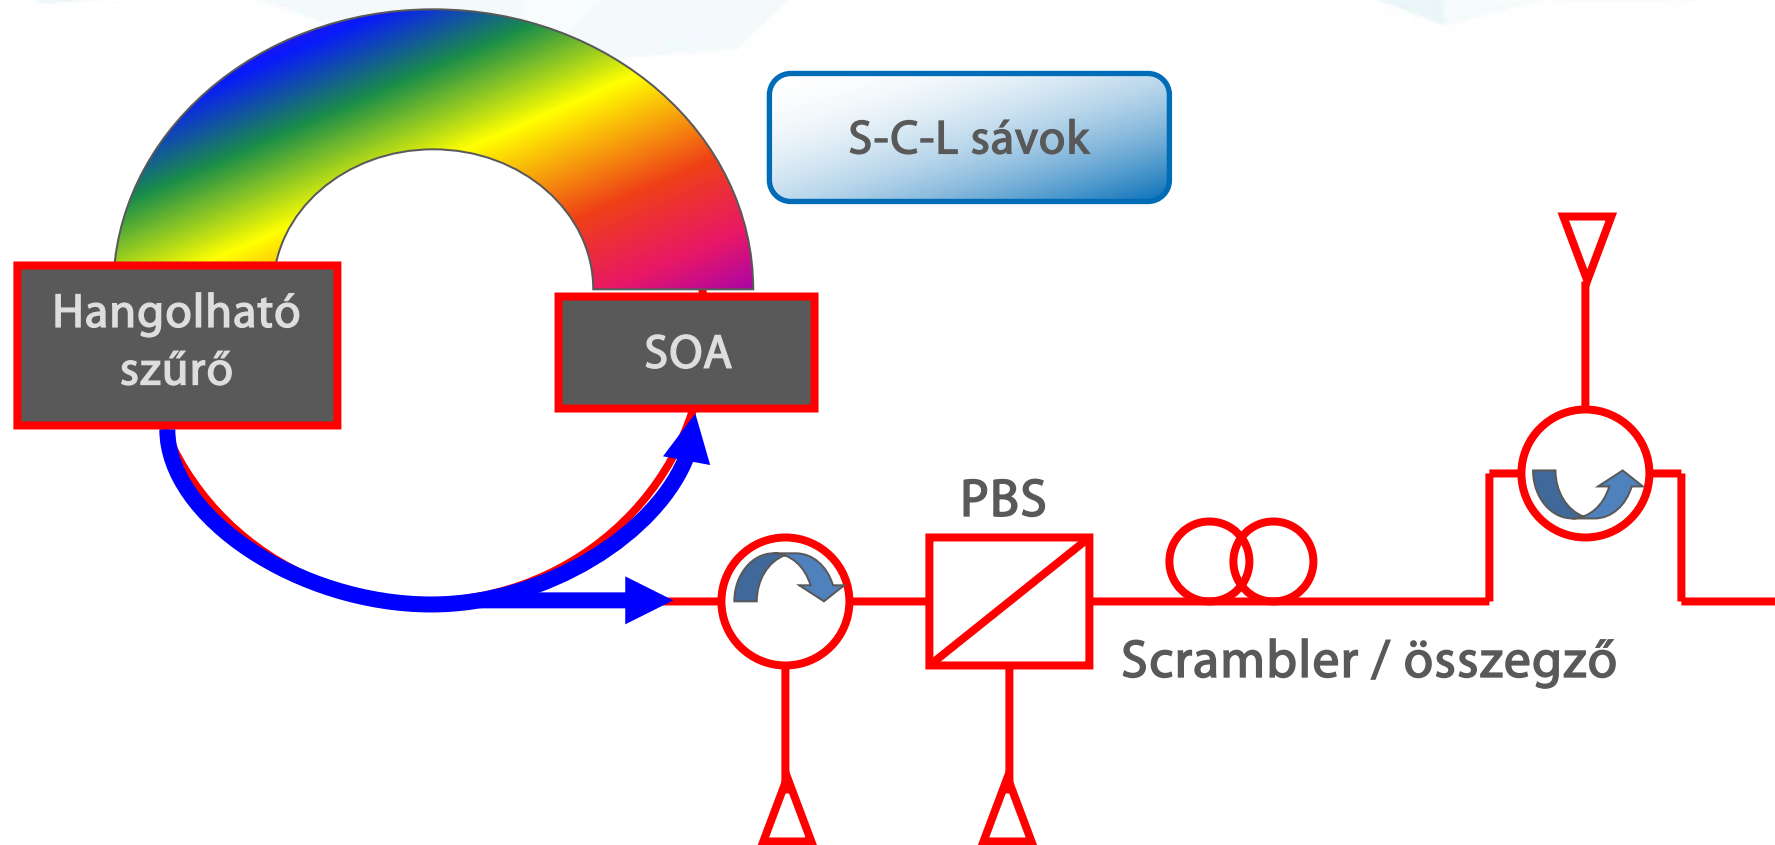 S-C-L sávok
Hangolható
szűrő
SOA
PBS
Scrambler / összegző